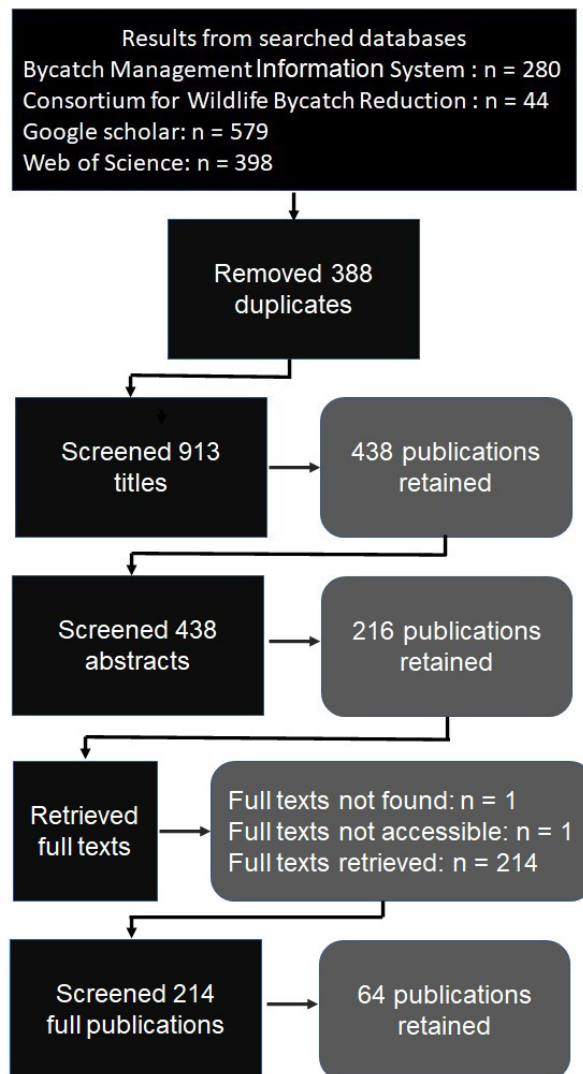 Results from searched databases
Bycatch Management Information System : n = 280
Consortium for Wildlife Bycatch Reduction : n = 44
Google scholar: n = 579
Web of Science: n = 398
Removed 388
duplicates
Screened 913
titles
438 publications
retained
Screened 438
abstracts
216 publications
retained
Retrieved
full texts
Full texts not found: n = 1
Full texts not accessible: n = 1
Full texts retrieved: n = 214
Screened 214
full publications
64 publications
retained